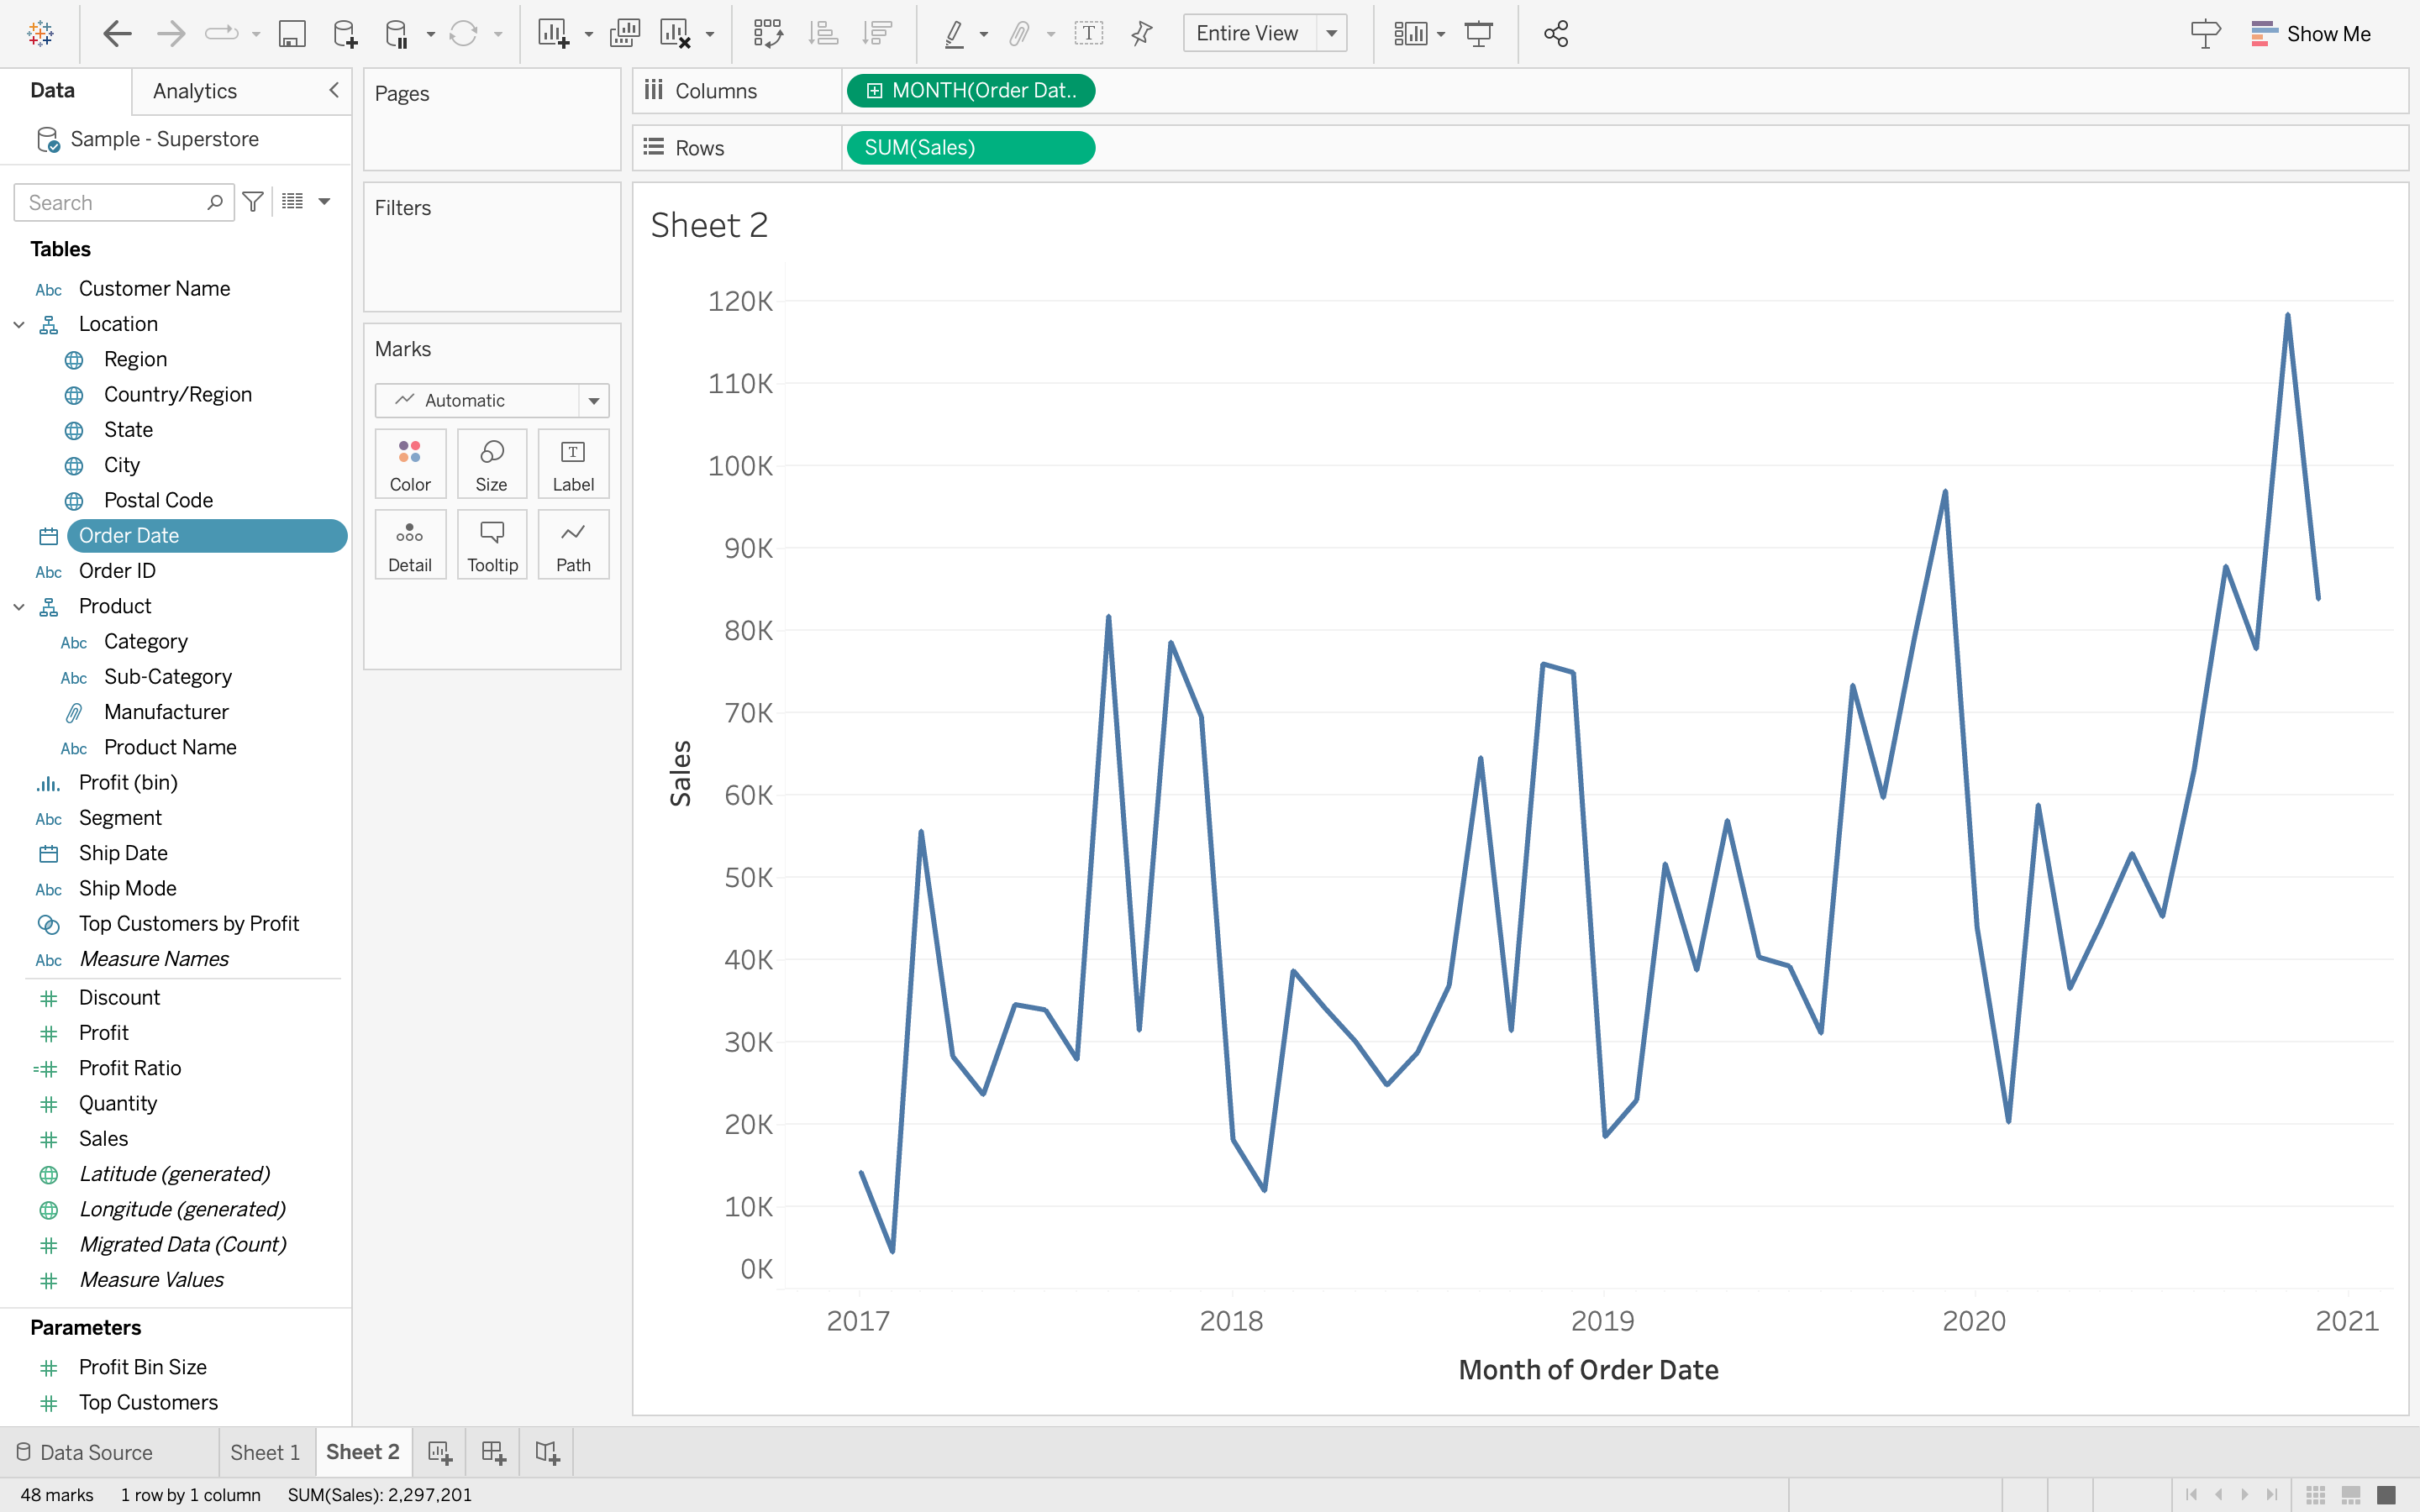 Entire View
Show Me
Data
Analytics
Sample - Superstore
Search
Tables
Abc Customer Name
Location
Region
Country/Region
State
City
Postal Code
Order Date
Abc Order ID
Product
Abc Category
Abc Sub-Category
Manufacturer
Abc Product Name
Profit (bin)
Abc Segment
Ship Date
Abc Ship Mode
Top Customers by Profit
Abc Measure Names
Discount
Profit
Profit Ratio
Quantity
Sales
Latitude (generated)
Longitude (generated)
Migrated Data (Count)
Measure Values
Parameters
Profit Bin Size
Top Customers
Pages
Filters
Marks
Automatic
Color Size Label
Detail Tooltip Path
Columns MONTH(Order Dat..
Rows SUM(Sales)
Sheet 2
120K
110K
100K
90K
80K
70K
60K
50K
40K
30K
20K
10K
0K
Sales
2017 2018 2019 2020 2021
Month of Order Date
Data Source Sheet 1 Sheet 2
48 marks 1 row by 1 column SUM(Sales): 2,297,201